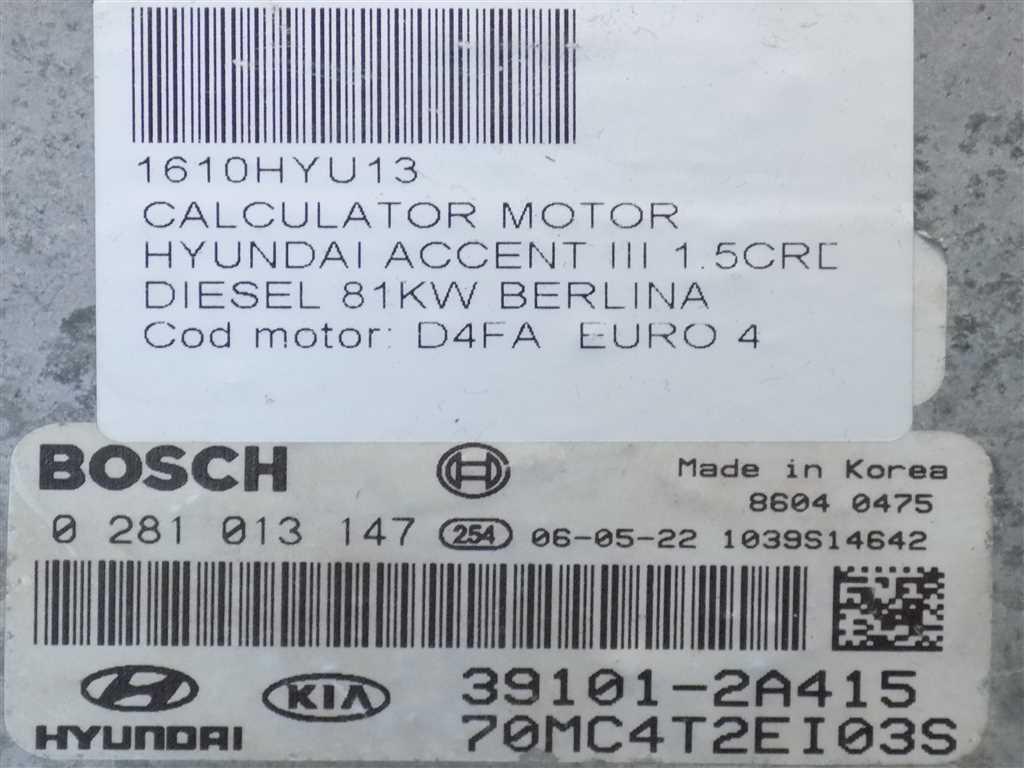 1610HYU13
CALCULATOR MOTOR
HYUNDAI ACCENT III 1.5CRD
DIESEL 81KW BERLINA
Cod motor: D4FA EURO 4
BOSCH
Made in Korea
8604 0475
0 281 013 147 254 06-05-22 1039S14642
HYUNDAI KIA 39101-2A415
70MC4T2EI03S